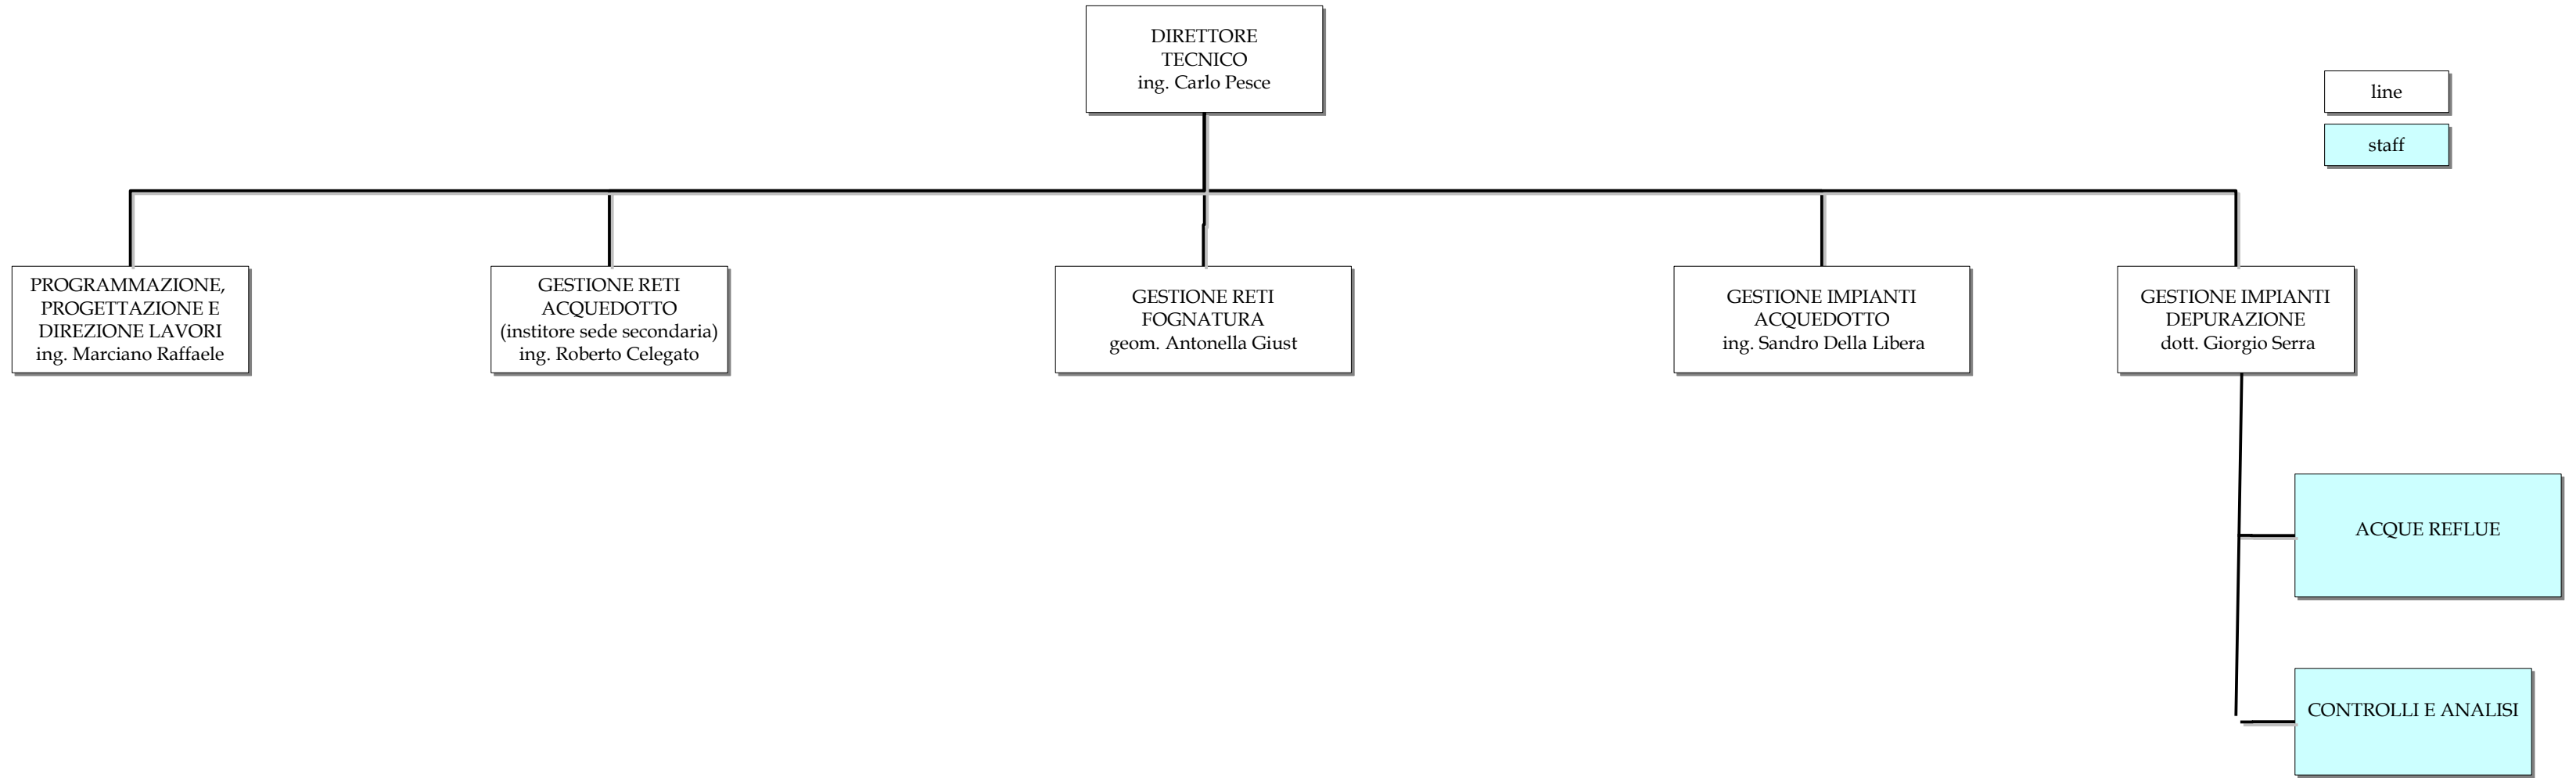 DIRETTORE
TECNICO
ing. Carlo Pesce
line
staff
PROGRAMMAZIONE,
PROGETTAZIONE E
DIREZIONE LAVORI
ing. Marciano Raffaele
GESTIONE RETI
ACQUEDOTTO
(institore sede secondaria)
ing. Roberto Celegato
GESTIONE RETI
FOGNATURA
geom. Antonella Giust
GESTIONE IMPIANTI
ACQUEDOTTO
ing. Sandro Della Libera
GESTIONE IMPIANTI
DEPURAZIONE
dott. Giorgio Serra
ACQUE REFLUE
CONTROLLI E ANALISI